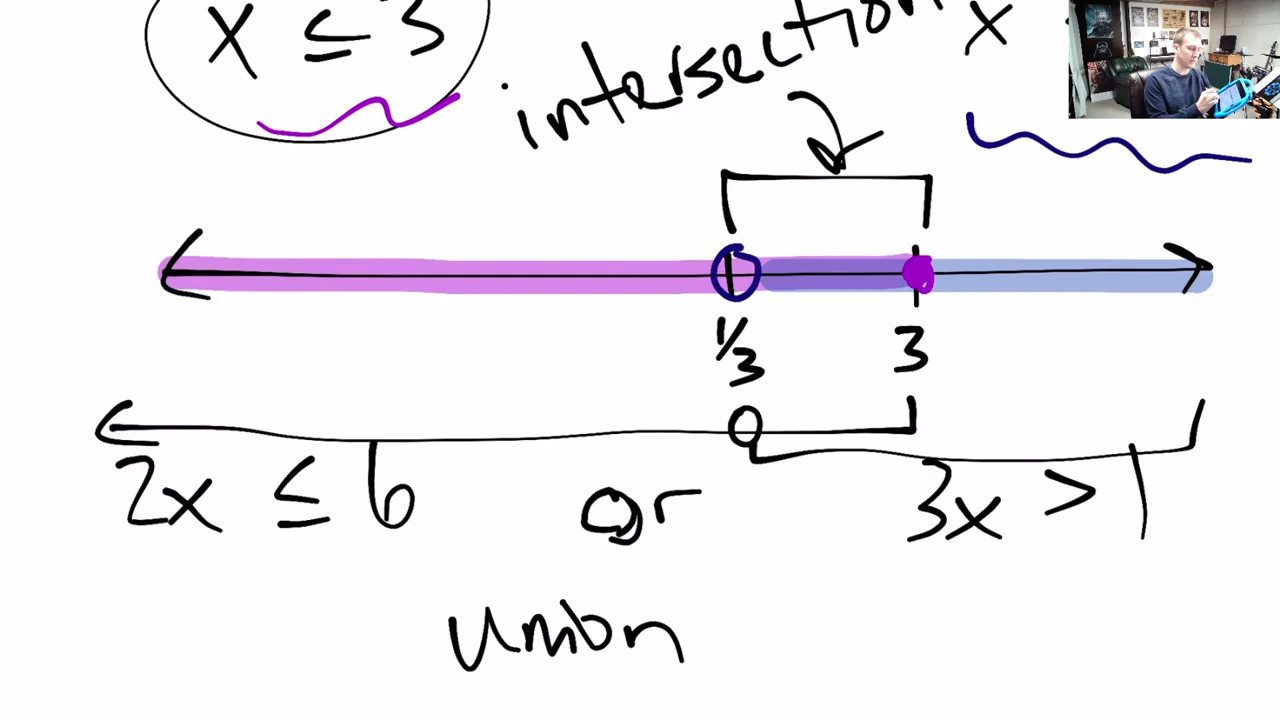 x ≤ 3
intersection
x
1/3
3
2x ≤ 6 or 3x > 1
union